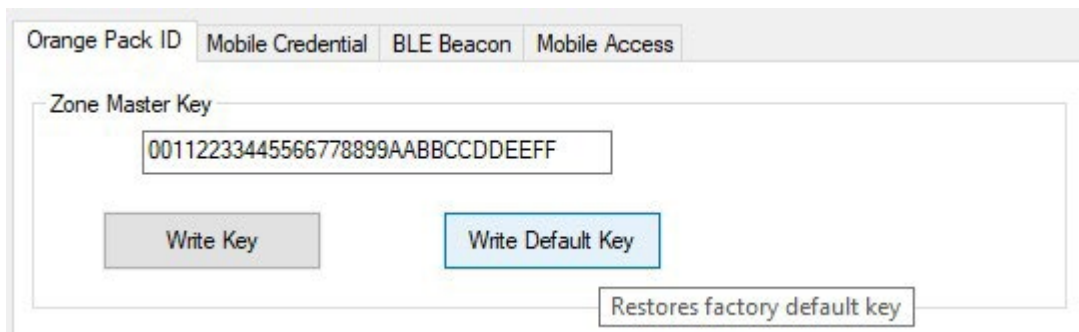 Orange Pack ID Mobile Credential BLE Beacon Mobile Access
Zone Master Key
00112233445566778899AABBCCDDEEFF
Write Key Write Default Key
Restores factory default key